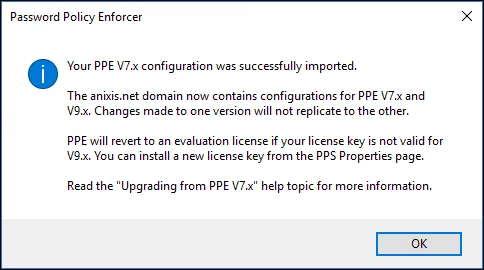 Password Policy Enforcer
Your PPE V7.x configuration was successfully imported.
The anixis.net domain now contains configurations for PPE V7.x and
V9.x. Changes made to one version will not replicate to the other.
PPE will revert to an evaluation license if your license key is not valid for
V9.x. You can install a new license key from the PPS Properties page.
Read the "Upgrading from PPE V7.x" help topic for more information.
OK